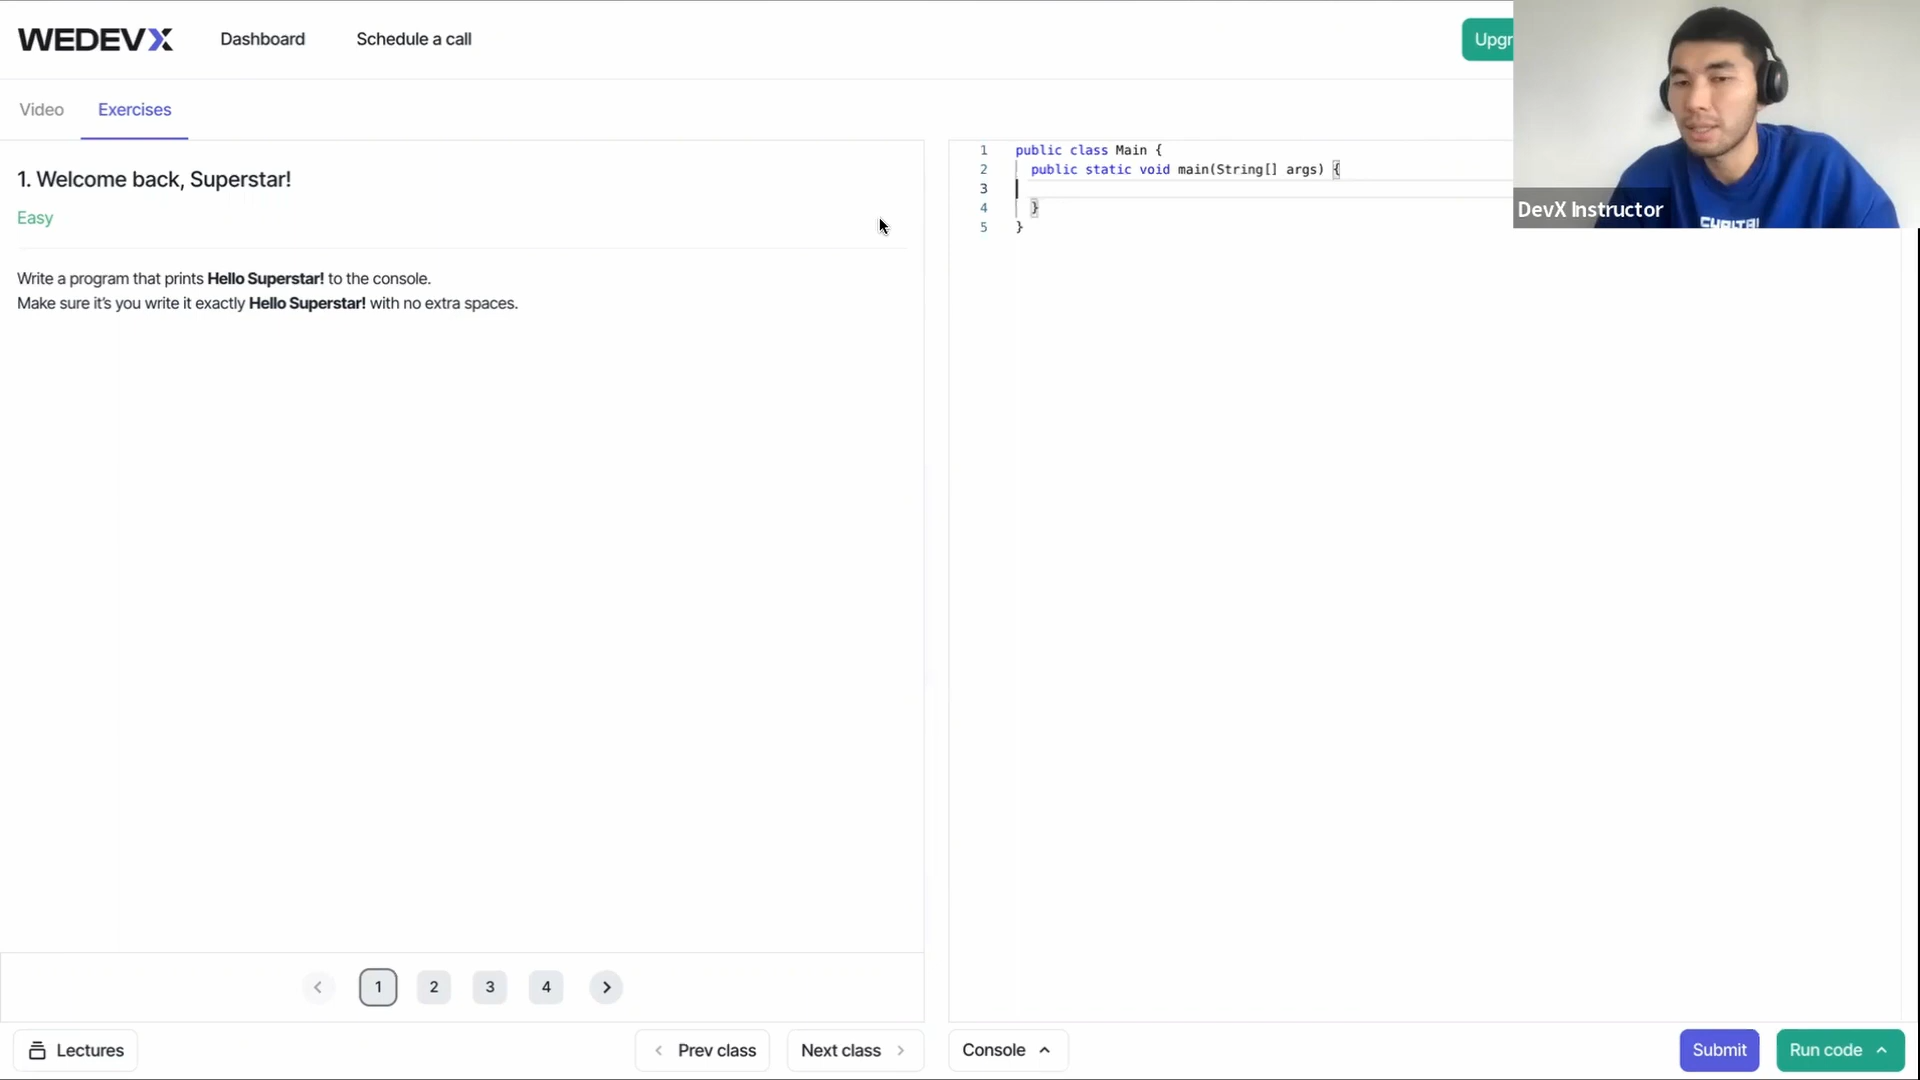 WEDEVX Dashboard Schedule a call Upgr
Video Exercises
1. Welcome back, Superstar!
Easy
Write a program that prints Hello Superstar! to the console.
Make sure it's you write it exactly Hello Superstar! with no extra spaces.
1 public class Main {
2 public static void main(String[] args) {
3
4 }
5 }
DevX Instructor
1 2 3 4
Lectures Prev class Next class Console Submit Run code